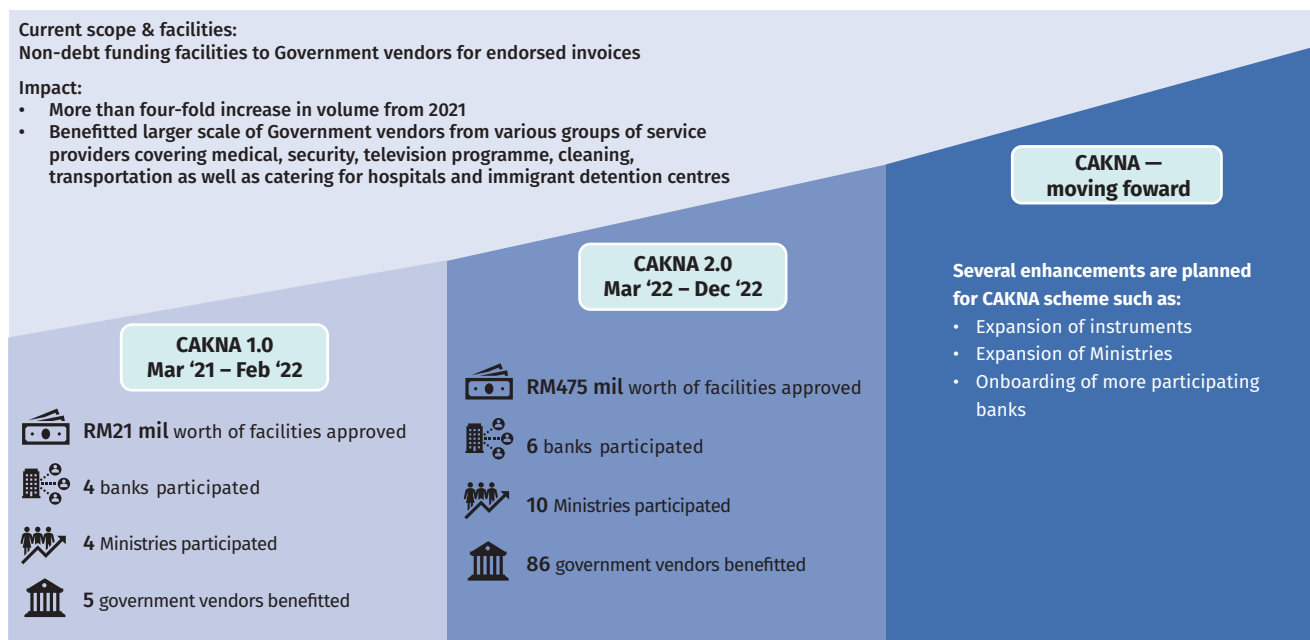 Current scope & facilities:
Non-debt funding facilities to Government vendors for endorsed invoices
Impact:
• More than four-fold increase in volume from 2021
• Benefitted larger scale of Government vendors from various groups of service
providers covering medical, security, television programme, cleaning,
transportation as well as catering for hospitals and immigrant detention centres
CAKNA 1.0
Mar ‘21 – Feb ‘22
RM21 mil worth of facilities approved
4 banks participated
4 Ministries participated
5 government vendors benefitted
CAKNA 2.0
Mar ‘22 – Dec ‘22
RM475 mil worth of facilities approved
6 banks participated
10 Ministries participated
86 government vendors benefitted
CAKNA —
moving foward
Several enhancements are planned
for CAKNA scheme such as:
• Expansion of instruments
• Expansion of Ministries
• Onboarding of more participating
banks